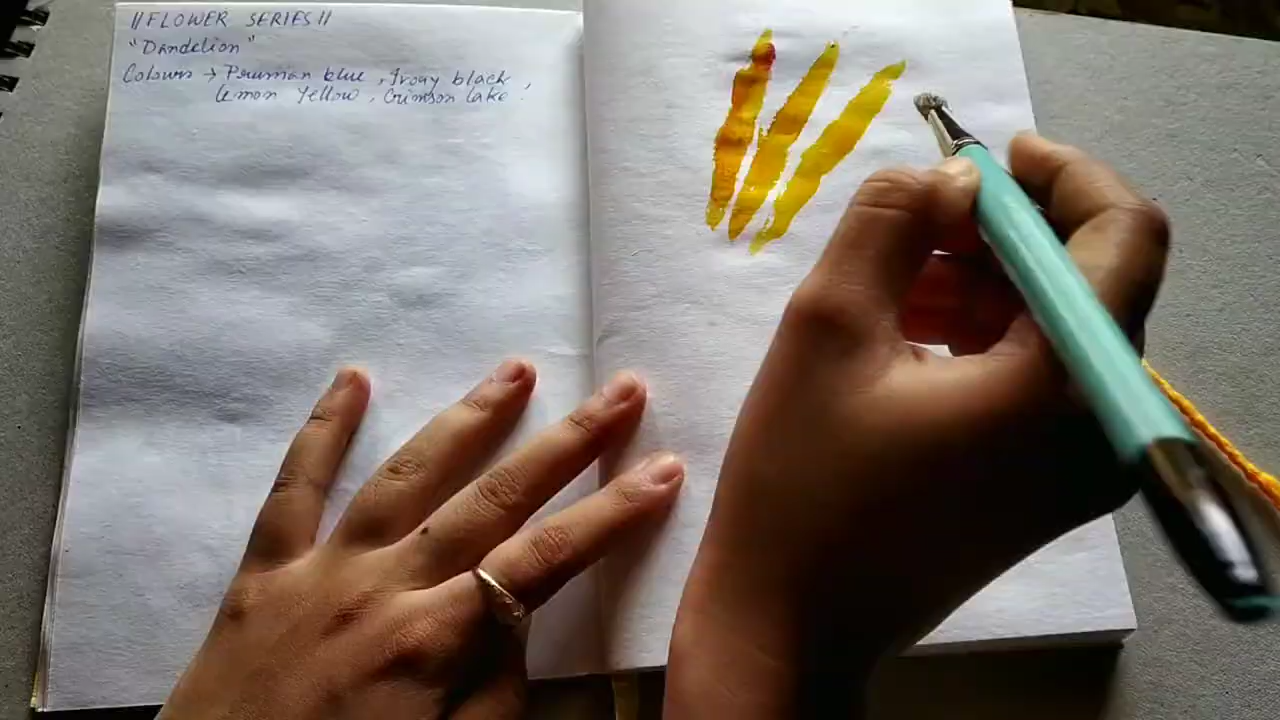 //FLOWER SERIES//
"Dandelion"
Colours → Prussian blue , Ivory black ,
lemon Yellow , Crimson lake .